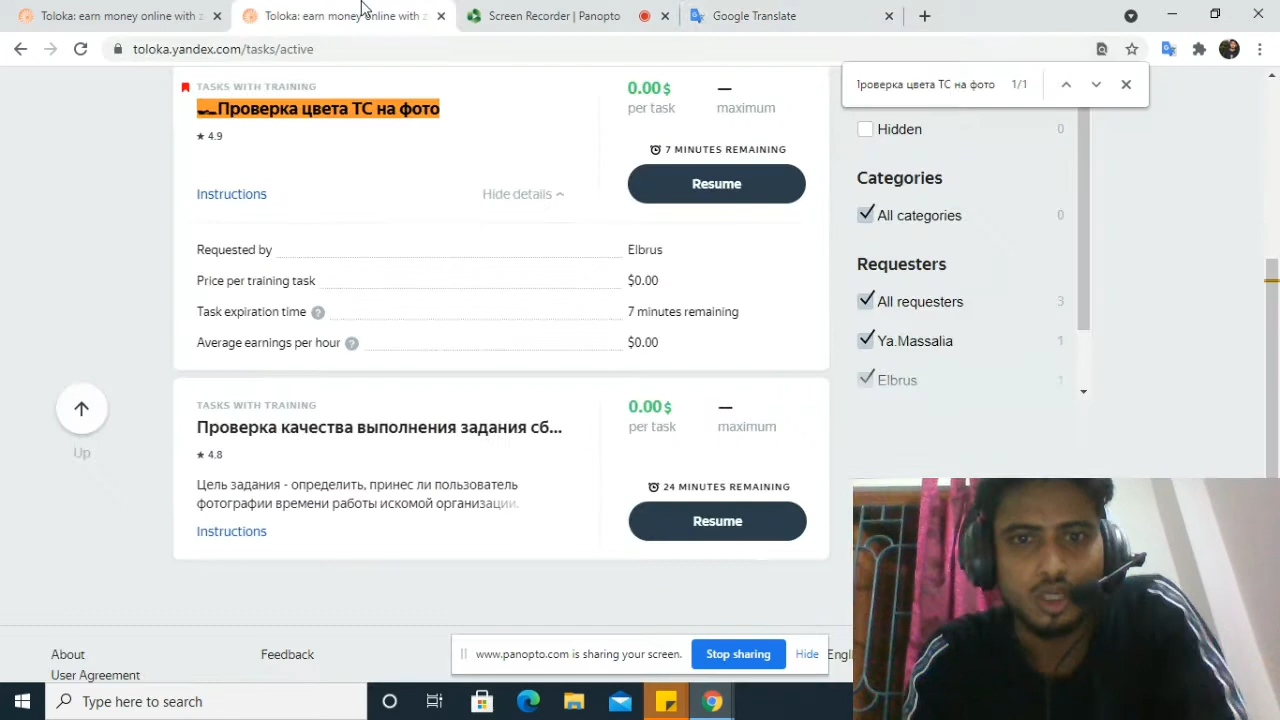 Toloka: earn money online with z
Toloka: earn money online with z
Screen Recorder | Panopto
Google Translate
toloka.yandex.com/tasks/active
Проверка цвета ТС на фото 1/1
TASKS WITH TRAINING
Проверка цвета ТС на фото
4.9
0.00$
per task
—
maximum
7 MINUTES REMAINING
Resume
Instructions
Hide details
Requested by Elbrus
Price per training task $0.00
Task expiration time ? 7 minutes remaining
Average earnings per hour ? $0.00
TASKS WITH TRAINING
Проверка качества выполнения задания сб...
4.8
0.00$
per task
—
maximum
Цель задания - определить, принес ли пользователь
фотографии времени работы искомой организации.
24 MINUTES REMAINING
Resume
Instructions
Up
Hidden 0
Categories
All categories 0
Requesters
All requesters 3
Ya.Massalia 1
Elbrus 1
About
User Agreement
Feedback
www.panopto.com is sharing your screen.
Stop sharing
Hide
Engli
Type here to search